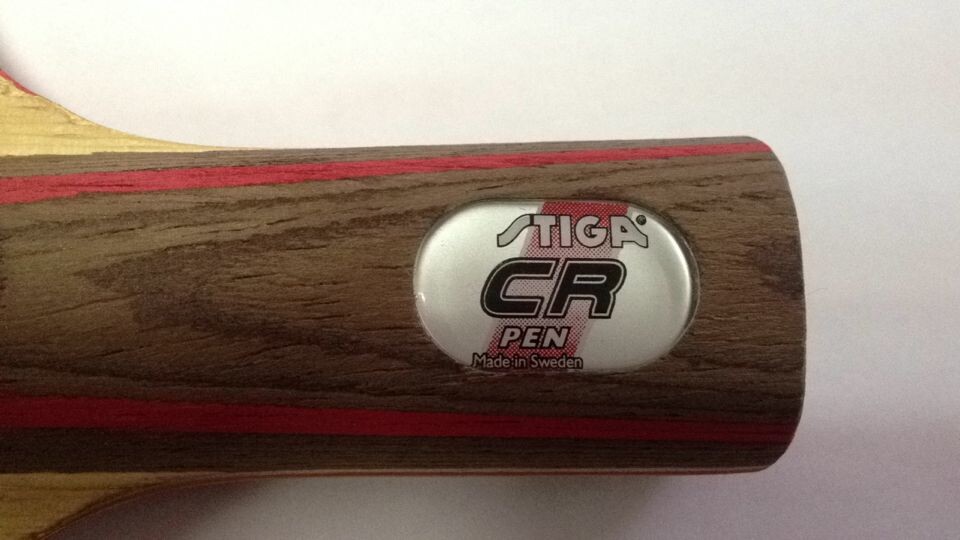 STIGA®
CR
PEN
Made in Sweden